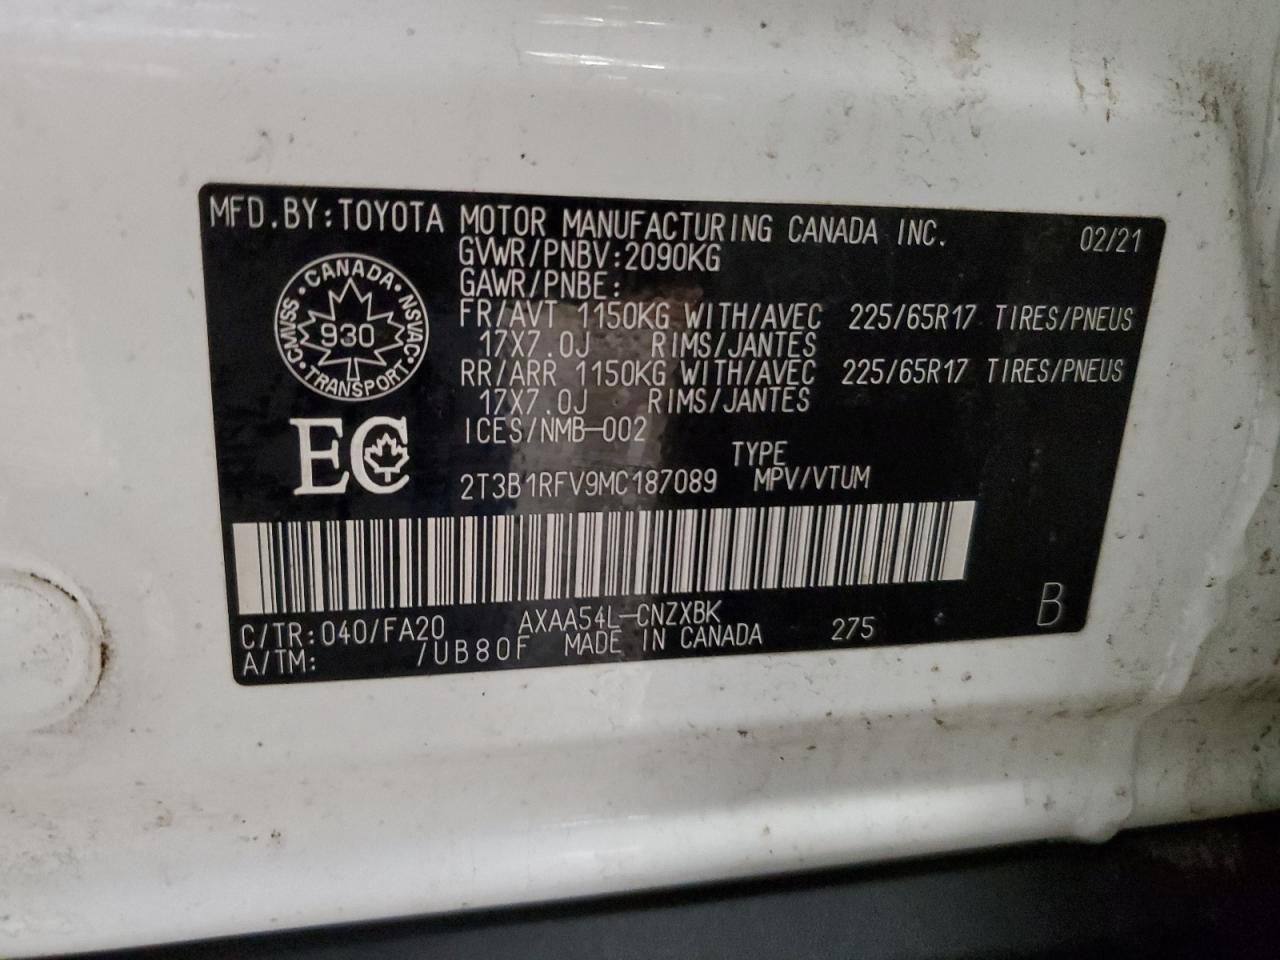 MFD.BY:TOYOTA MOTOR MANUFACTURING CANADA INC. 02/21
GVWR/PNBV:2090KG
GAWR/PNBE:
CANADA · NSVAC · TRANSPORT · CMVSS
930
FR/AVT 1150KG WITH/AVEC 225/65R17 TIRES/PNEUS
17X7.0J RIMS/JANTES
RR/ARR 1150KG WITH/AVEC 225/65R17 TIRES/PNEUS
17X7.0J RIMS/JANTES
ICES/NMB-002
EC
TYPE
2T3B1RFV9MC187089 MPV/VTUM
C/TR:040/FA20 AXAA54L-CNZXBK 275 B
A/TM: /UB80F MADE IN CANADA